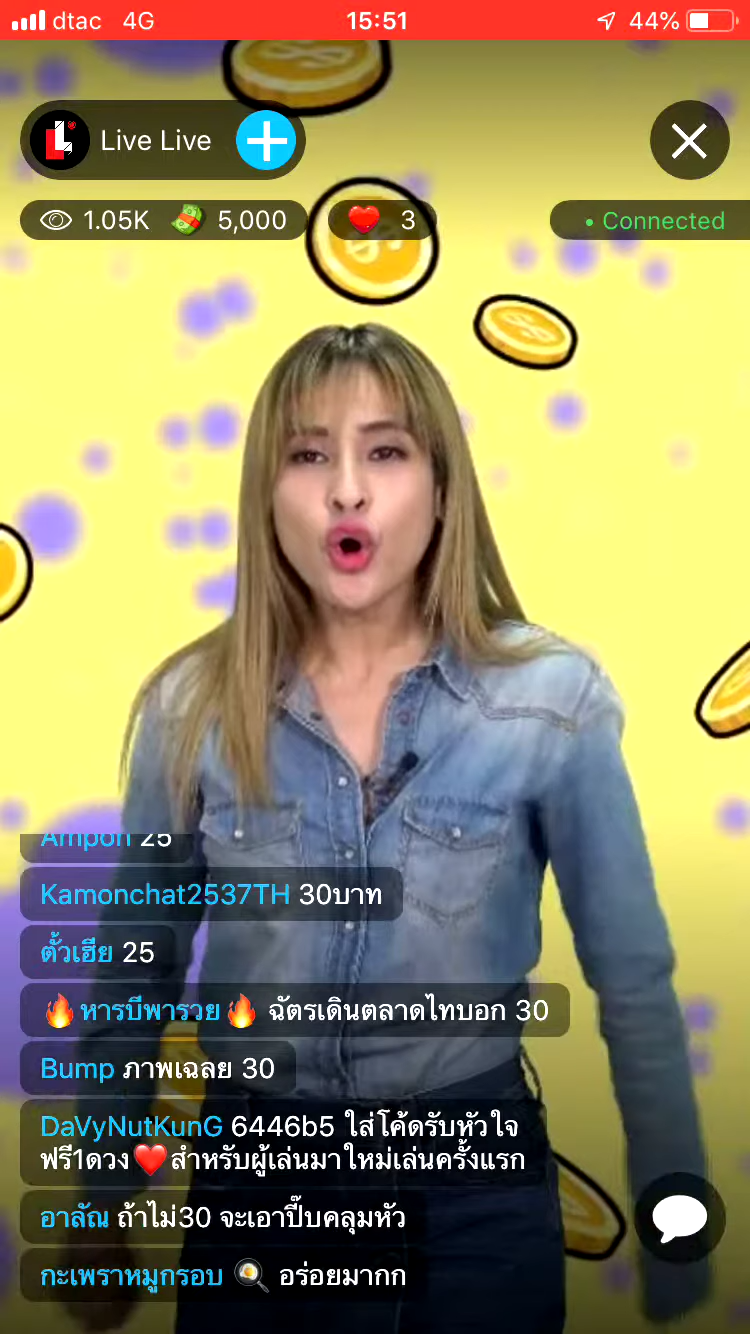 dtac 4G 15:51 44%
Live Live
1.05K 5,000 3 • Connected
Ampon 25
Kamonchat2537TH 30บาท
ตั้วเฮีย 25
🔥หารบีพารวย🔥 ฉัตรเดินตลาดไทบอก 30
Bump ภาพเฉลย 30
DaVyNutKunG 6446b5 ใส่โค้ดรับหัวใจ
ฟรี1ดวง❤️สำหรับผู้เล่นมาใหม่เล่นครั้งแรก
อาลัณ ถ้าไม่30 จะเอาปี๊บคลุมหัว
กะเพราหมูกรอบ 🍳 อร่อยมากก